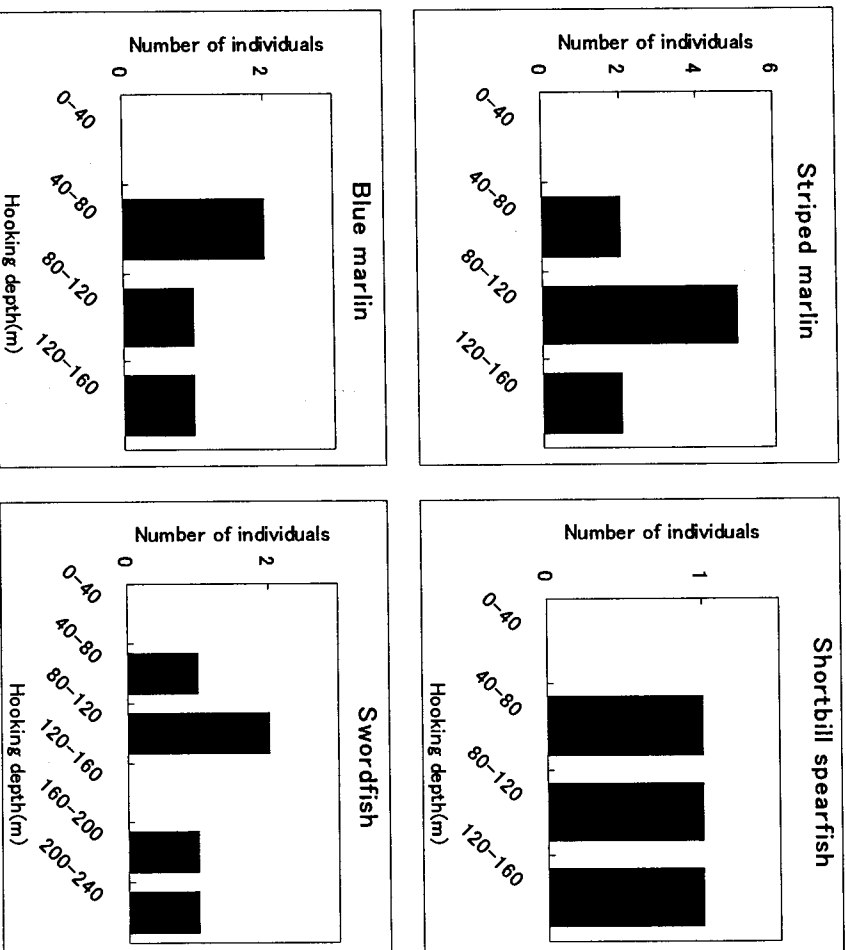 Striped marlin
Number of individuals
6
4
2
0
0-40
40-80
80-120
120-160
Shortbill spearfish
Number of individuals
1
0
0-40
40-80
80-120
120-160
Hooking depth(m)
Blue marlin
Number of individuals
2
0
0-40
40-80
80-120
120-160
Hooking depth(m)
Swordfish
Number of individuals
2
0
0-40
40-80
80-120
120-160
160-200
200-240
Hooking depth(m)